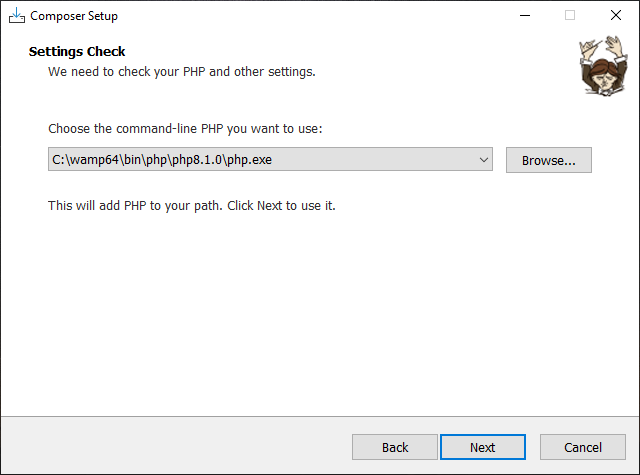 Composer Setup
Settings Check
We need to check your PHP and other settings.
Choose the command-line PHP you want to use:
C:\wamp64\bin\php\php8.1.0\php.exe
Browse...
This will add PHP to your path. Click Next to use it.
Back
Next
Cancel